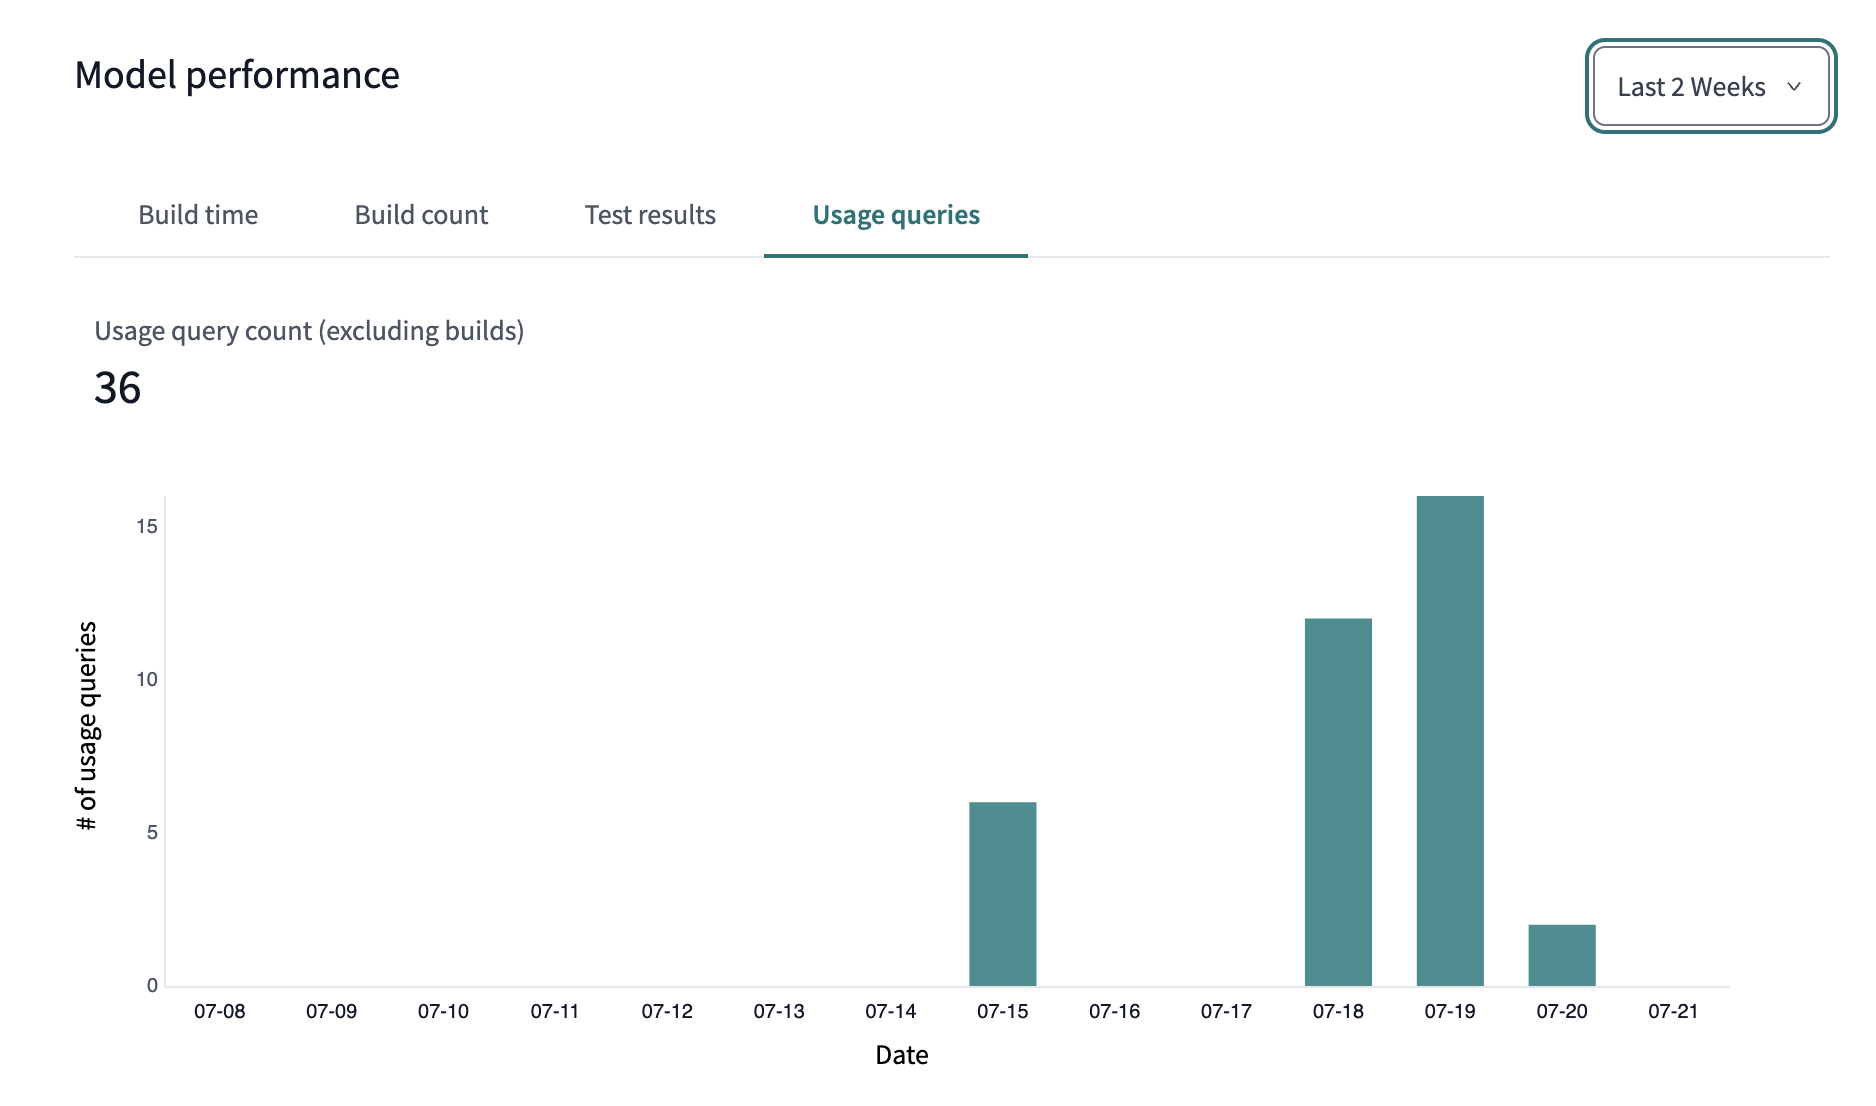 Model performance
Last 2 Weeks
Build time
Build count
Test results
Usage queries
Usage query count (excluding builds)
36
# of usage queries
15
10
5
0
07-08 07-09 07-10 07-11 07-12 07-13 07-14 07-15 07-16 07-17 07-18 07-19 07-20 07-21
Date